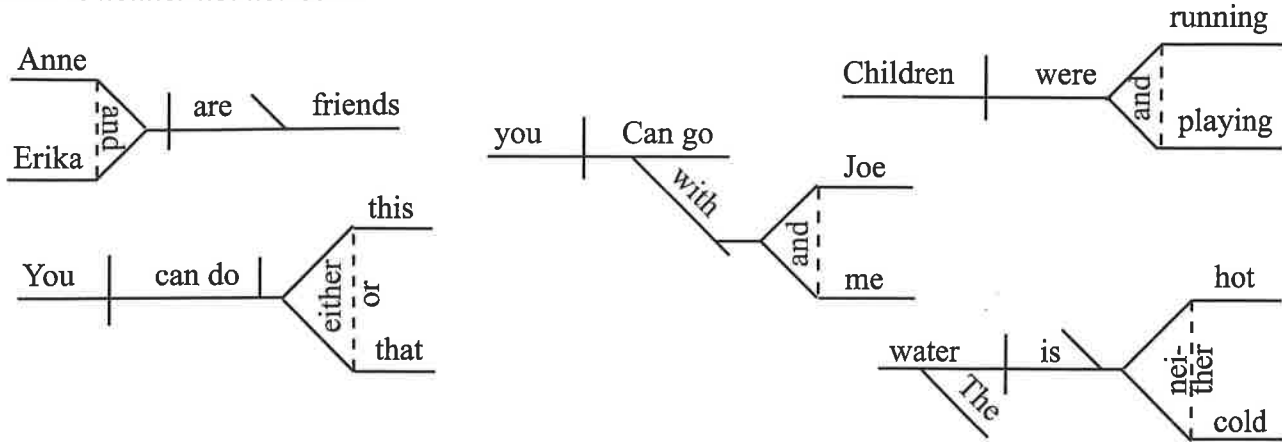 Anne
and
Erika
are
friends
you
Can go
with
Joe
and
me
Children
were
and
running
playing
You
can do
either
or
this
that
water
The
is
nei-
ther
hot
cold